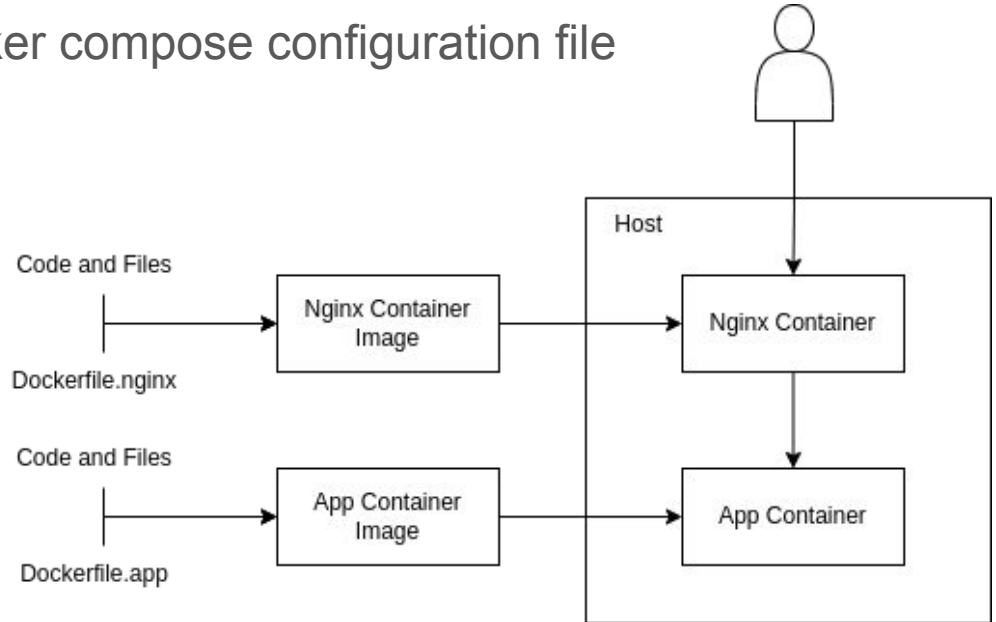 ker compose configuration file
Host
Code and Files
Nginx Container
Image
Nginx Container
Dockerfile.nginx
Code and Files
App Container
Image
App Container
Dockerfile.app